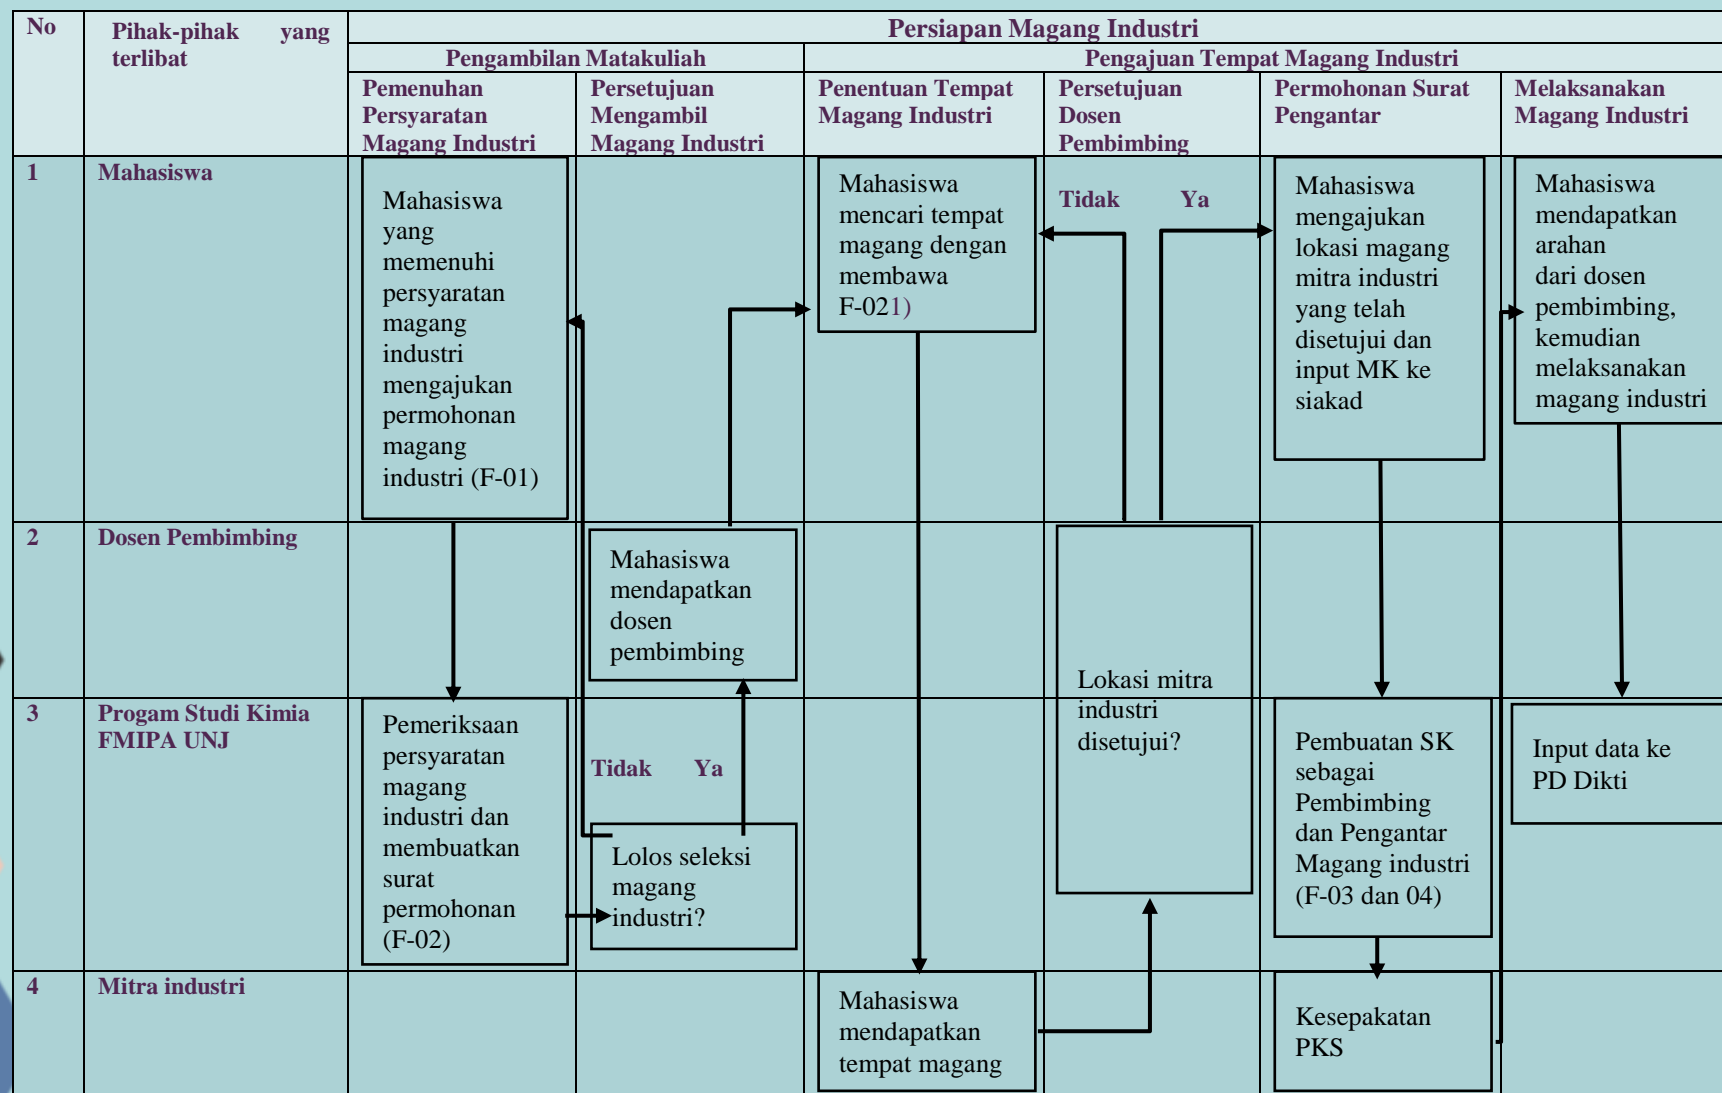 No
Pihak-pihak yang
terlibat
Persiapan Magang Industri
Pengambilan Matakuliah
Pengajuan Tempat Magang Industri
Pemenuhan
Persyaratan
Magang Industri
Persetujuan
Mengambil
Magang Industri
Penentuan Tempat
Magang Industri
Persetujuan
Dosen
Pembimbing
Permohonan Surat
Pengantar
Melaksanakan
Magang Industri
1
Mahasiswa
Mahasiswa
yang
memenuhi
persyaratan
magang
industri
mengajukan
permohonan
magang
industri (F-01)
Mahasiswa
mencari tempat
magang dengan
membawa
F-021)
Tidak Ya
Mahasiswa
mengajukan
lokasi magang
mitra industri
yang telah
disetujui dan
input MK ke
siakad
Mahasiswa
mendapatkan
arahan
dari dosen
pembimbing,
kemudian
melaksanakan
magang industri
2
Dosen Pembimbing
Mahasiswa
mendapatkan
dosen
pembimbing
Lokasi mitra
industri
disetujui?
3
Progam Studi Kimia
FMIPA UNJ
Pemeriksaan
persyaratan
magang
industri dan
membuatkan
surat
permohonan
(F-02)
Tidak Ya
Lolos seleksi
magang
industri?
Pembuatan SK
sebagai
Pembimbing
dan Pengantar
Magang industri
(F-03 dan 04)
Input data ke
PD Dikti
4
Mitra industri
Mahasiswa
mendapatkan
tempat magang
Kesepakatan
PKS